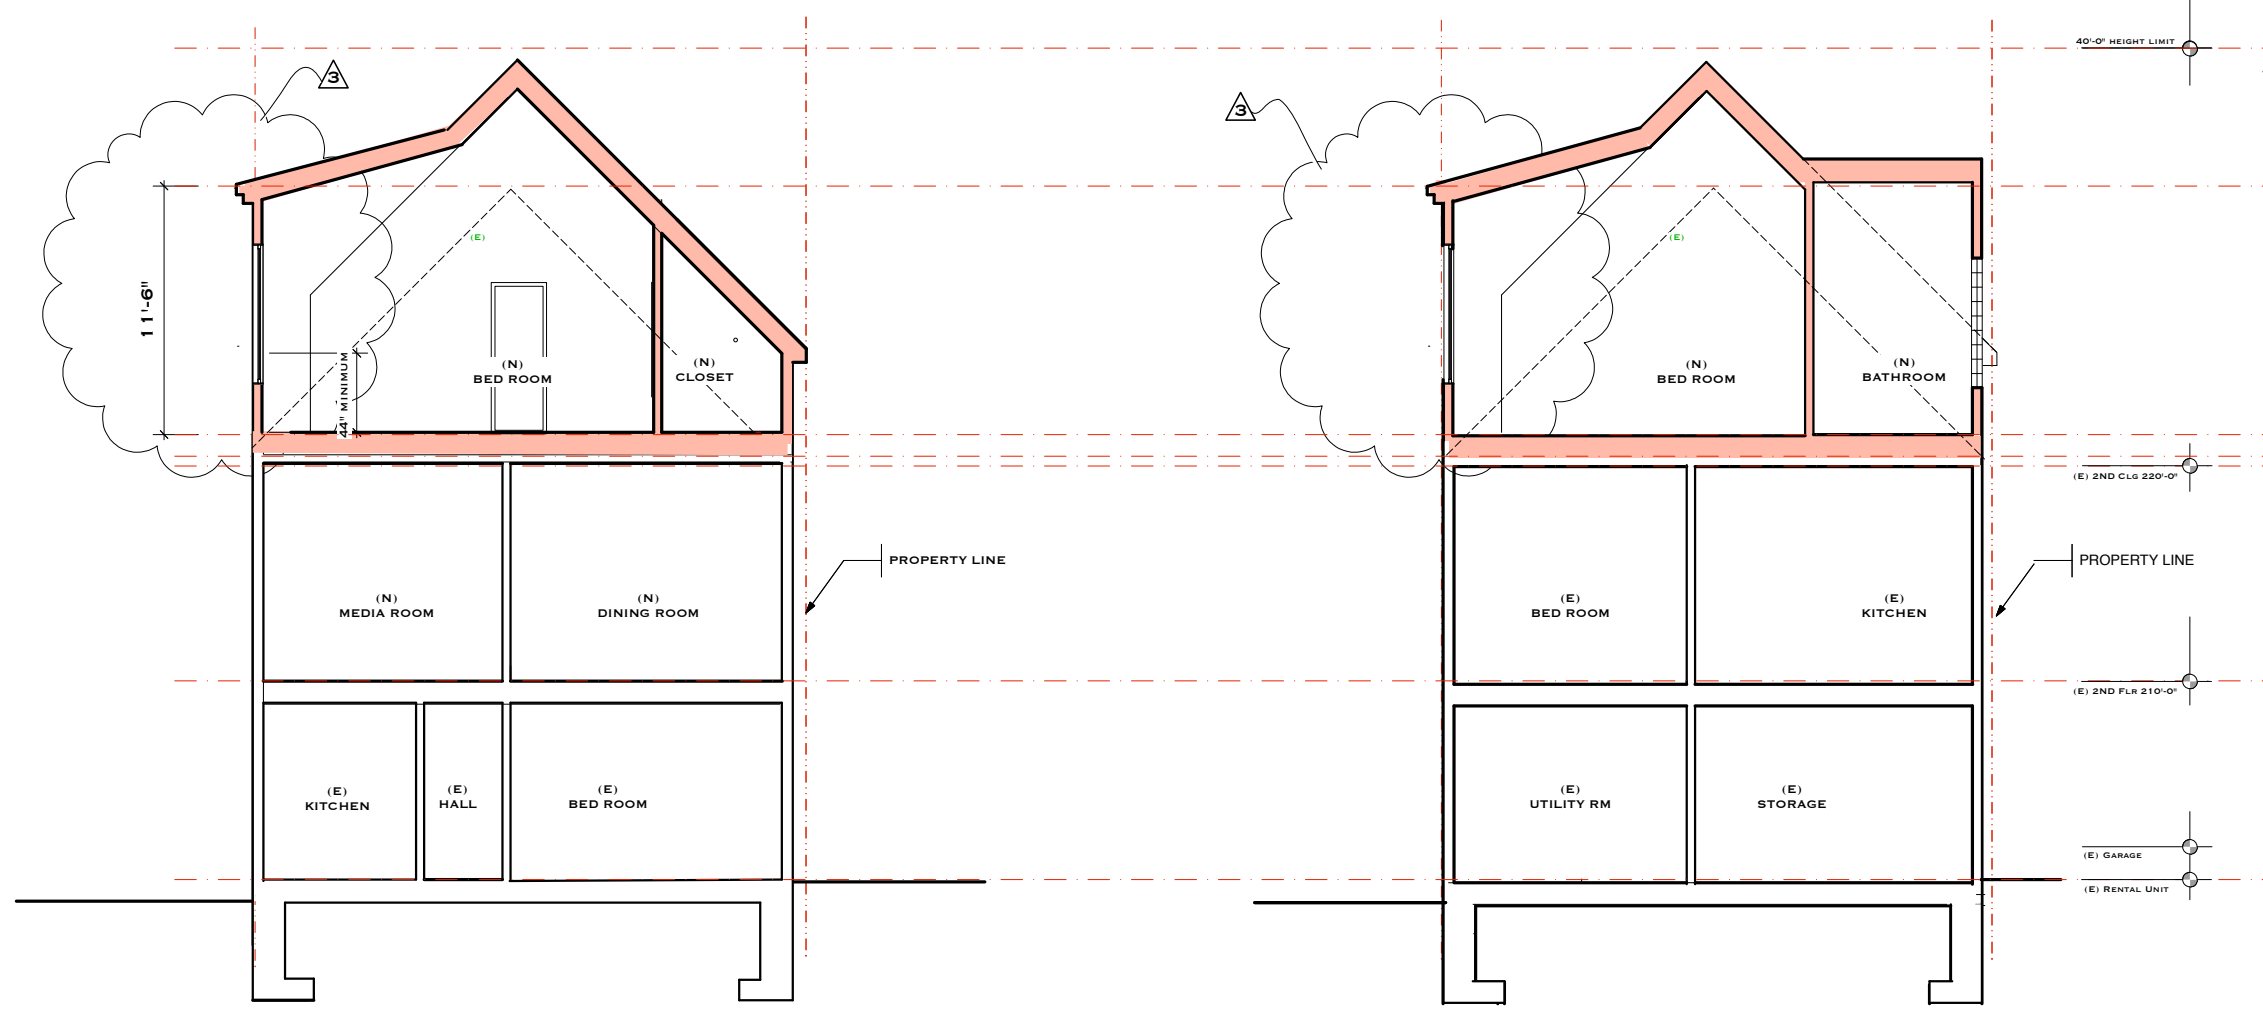 40'-0" HEIGHT LIMIT
3
3
11'-6"
(E)
(E)
44" MINIMUM
(N)
BED ROOM
(N)
CLOSET
(N)
BED ROOM
(N)
BATHROOM
(E) 2ND CLG 220'-0"
PROPERTY LINE
PROPERTY LINE
(N)
MEDIA ROOM
(N)
DINING ROOM
(E)
BED ROOM
(E)
KITCHEN
(E) 2ND FLR 210'-0"
(E)
KITCHEN
(E)
HALL
(E)
BED ROOM
(E)
UTILITY RM
(E)
STORAGE
(E) GARAGE
(E) RENTAL UNIT